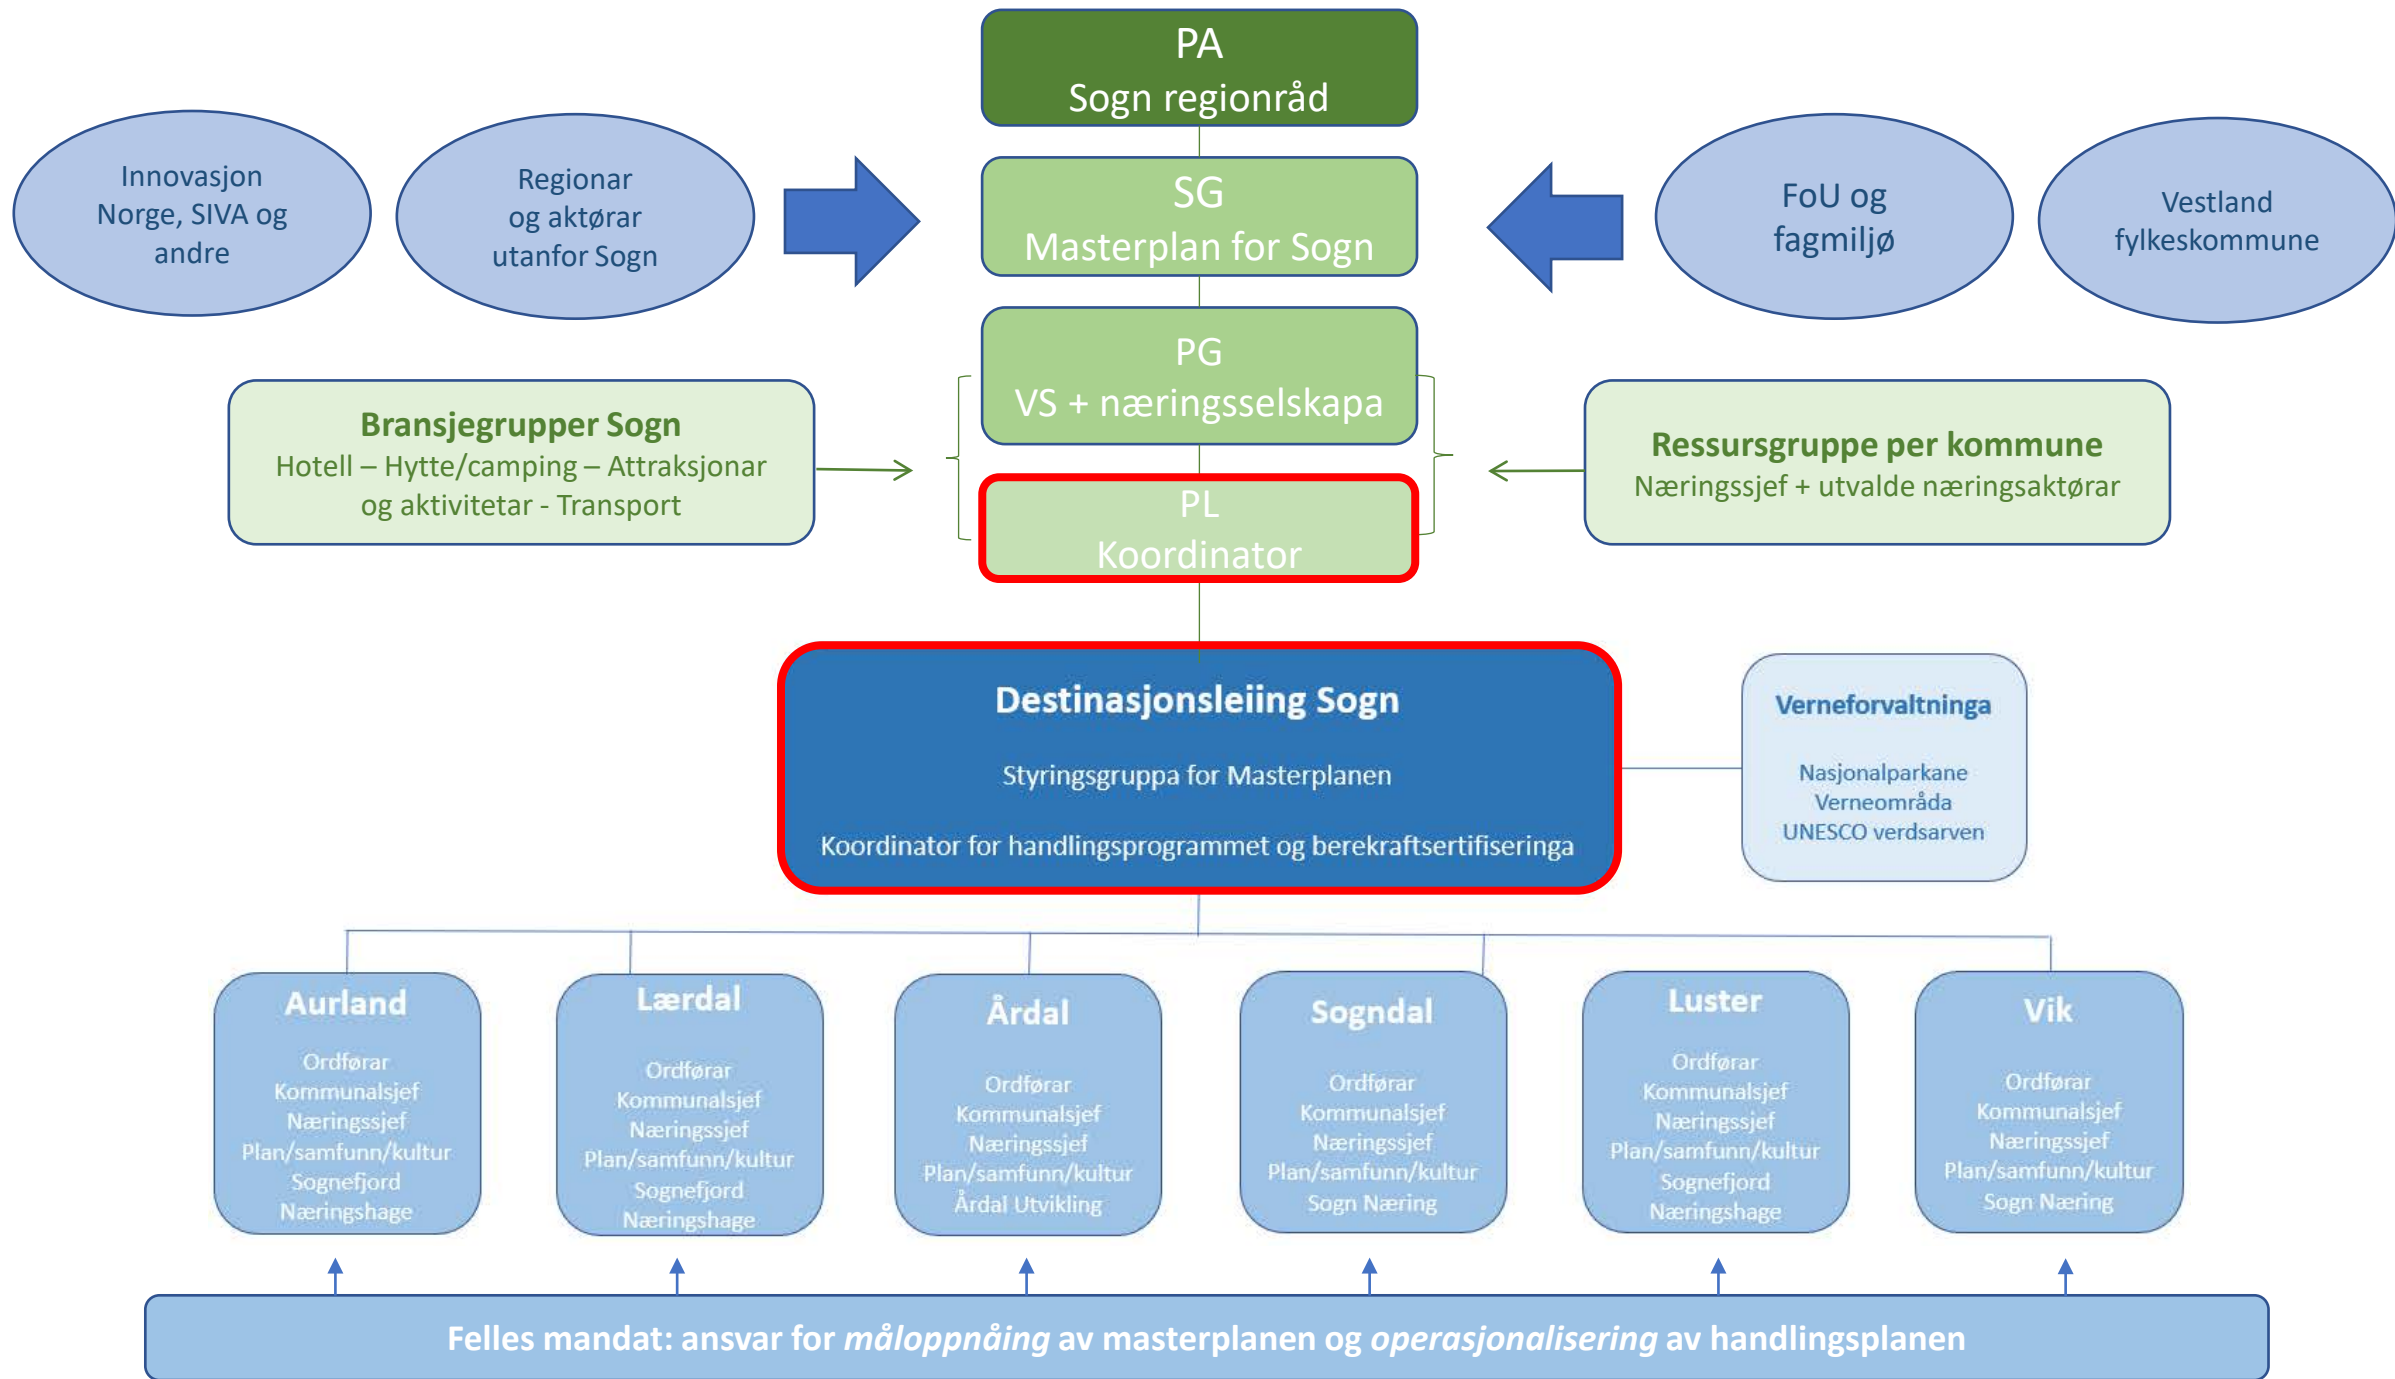 PA
Sogn regionråd
Innovasjon
Norge, SIVA og
andre
Regionar
og aktørar
utanfor Sogn
SG
Masterplan for Sogn
FoU og
fagmiljø
Vestland
fylkeskommune
PG
VS + næringsselskapa
Bransjegrupper Sogn
Hotell – Hytte/camping – Attraksjonar
og aktivitetar - Transport
Ressursgruppe per kommune
Næringssjef + utvalde næringsaktørar
PL
Koordinator
Destinasjonsleiing Sogn
Styringsgruppa for Masterplanen
Koordinator for handlingsprogrammet og berekraftsertifiseringa
Verneforvaltninga
Nasjonalparkane
Verneområda
UNESCO verdsarven
Aurland
Ordførar
Kommunalsjef
Næringssjef
Plan/samfunn/kultur
Sognefjord
Næringshage
Lærdal
Ordførar
Kommunalsjef
Næringssjef
Plan/samfunn/kultur
Sognefjord
Næringshage
Årdal
Ordførar
Kommunalsjef
Næringssjef
Plan/samfunn/kultur
Årdal Utvikling
Sogndal
Ordførar
Kommunalsjef
Næringssjef
Plan/samfunn/kultur
Sogn Næring
Luster
Ordførar
Kommunalsjef
Næringssjef
Plan/samfunn/kultur
Sognefjord
Næringshage
Vik
Ordførar
Kommunalsjef
Næringssjef
Plan/samfunn/kultur
Sogn Næring
Felles mandat: ansvar for måloppnåing av masterplanen og operasjonalisering av handlingsplanen